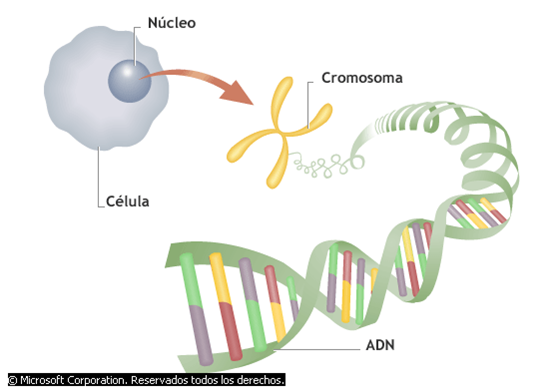 Núcleo
Cromosoma
Célula
ADN
© Microsoft Corporation. Reservados todos los derechos.